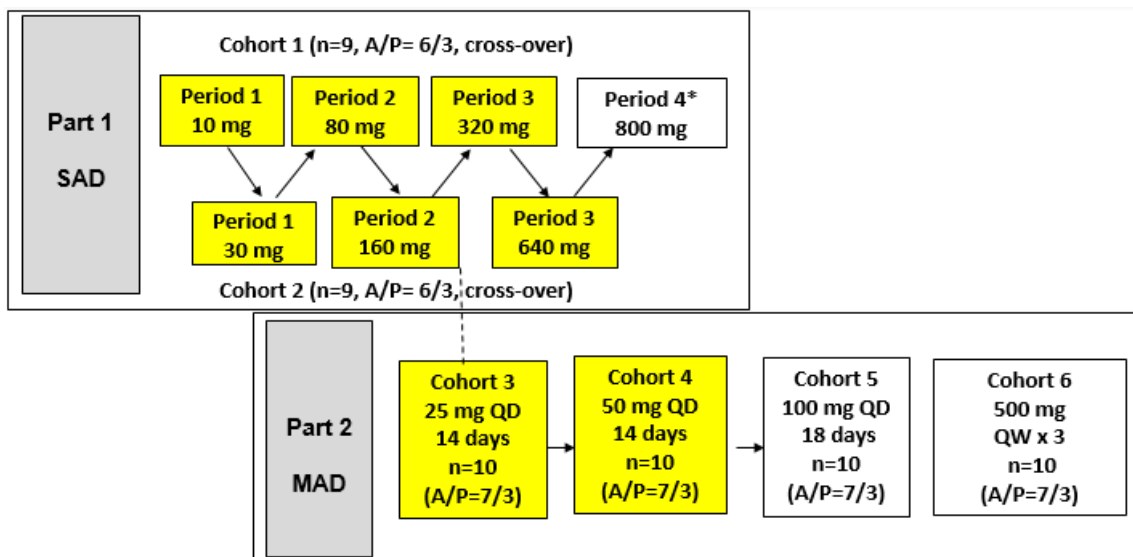 Cohort 1 (n=9, A/P= 6/3, cross-over)
Part 1
SAD
Period 1
10 mg
Period 2
80 mg
Period 3
320 mg
Period 4*
800 mg
Period 1
30 mg
Period 2
160 mg
Period 3
640 mg
Cohort 2 (n=9, A/P= 6/3, cross-over)
Part 2
MAD
Cohort 3
25 mg QD
14 days
n=10
(A/P=7/3)
Cohort 4
50 mg QD
14 days
n=10
(A/P=7/3)
Cohort 5
100 mg QD
18 days
n=10
(A/P=7/3)
Cohort 6
500 mg
QW x 3
n=10
(A/P=7/3)